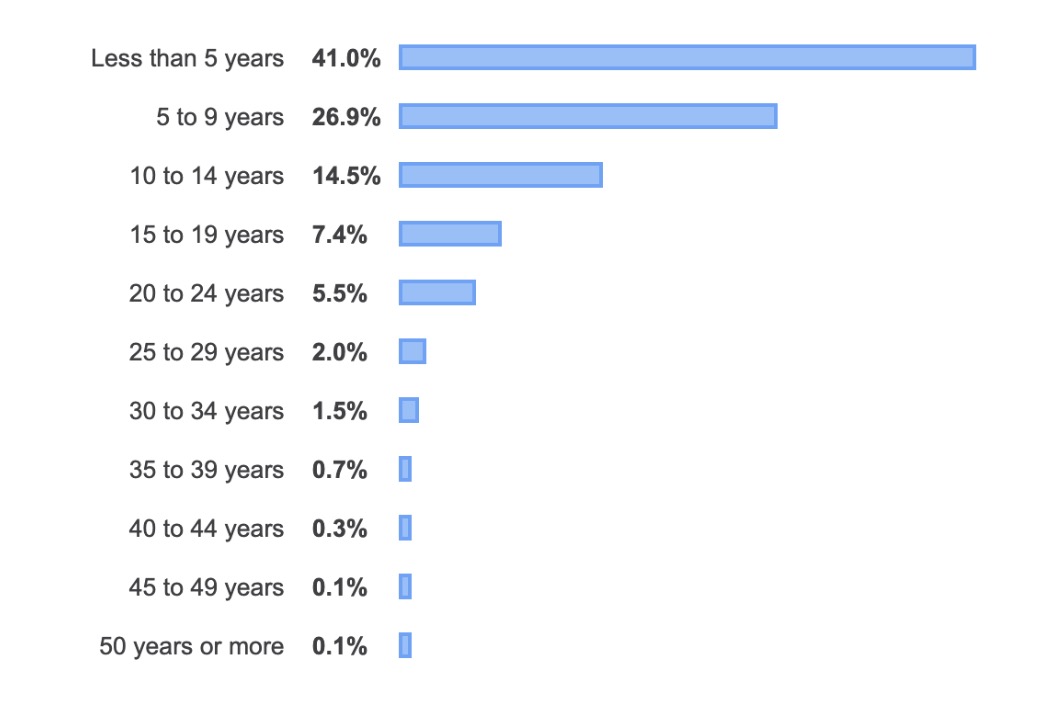 Less than 5 years 41.0%
5 to 9 years 26.9%
10 to 14 years 14.5%
15 to 19 years 7.4%
20 to 24 years 5.5%
25 to 29 years 2.0%
30 to 34 years 1.5%
35 to 39 years 0.7%
40 to 44 years 0.3%
45 to 49 years 0.1%
50 years or more 0.1%